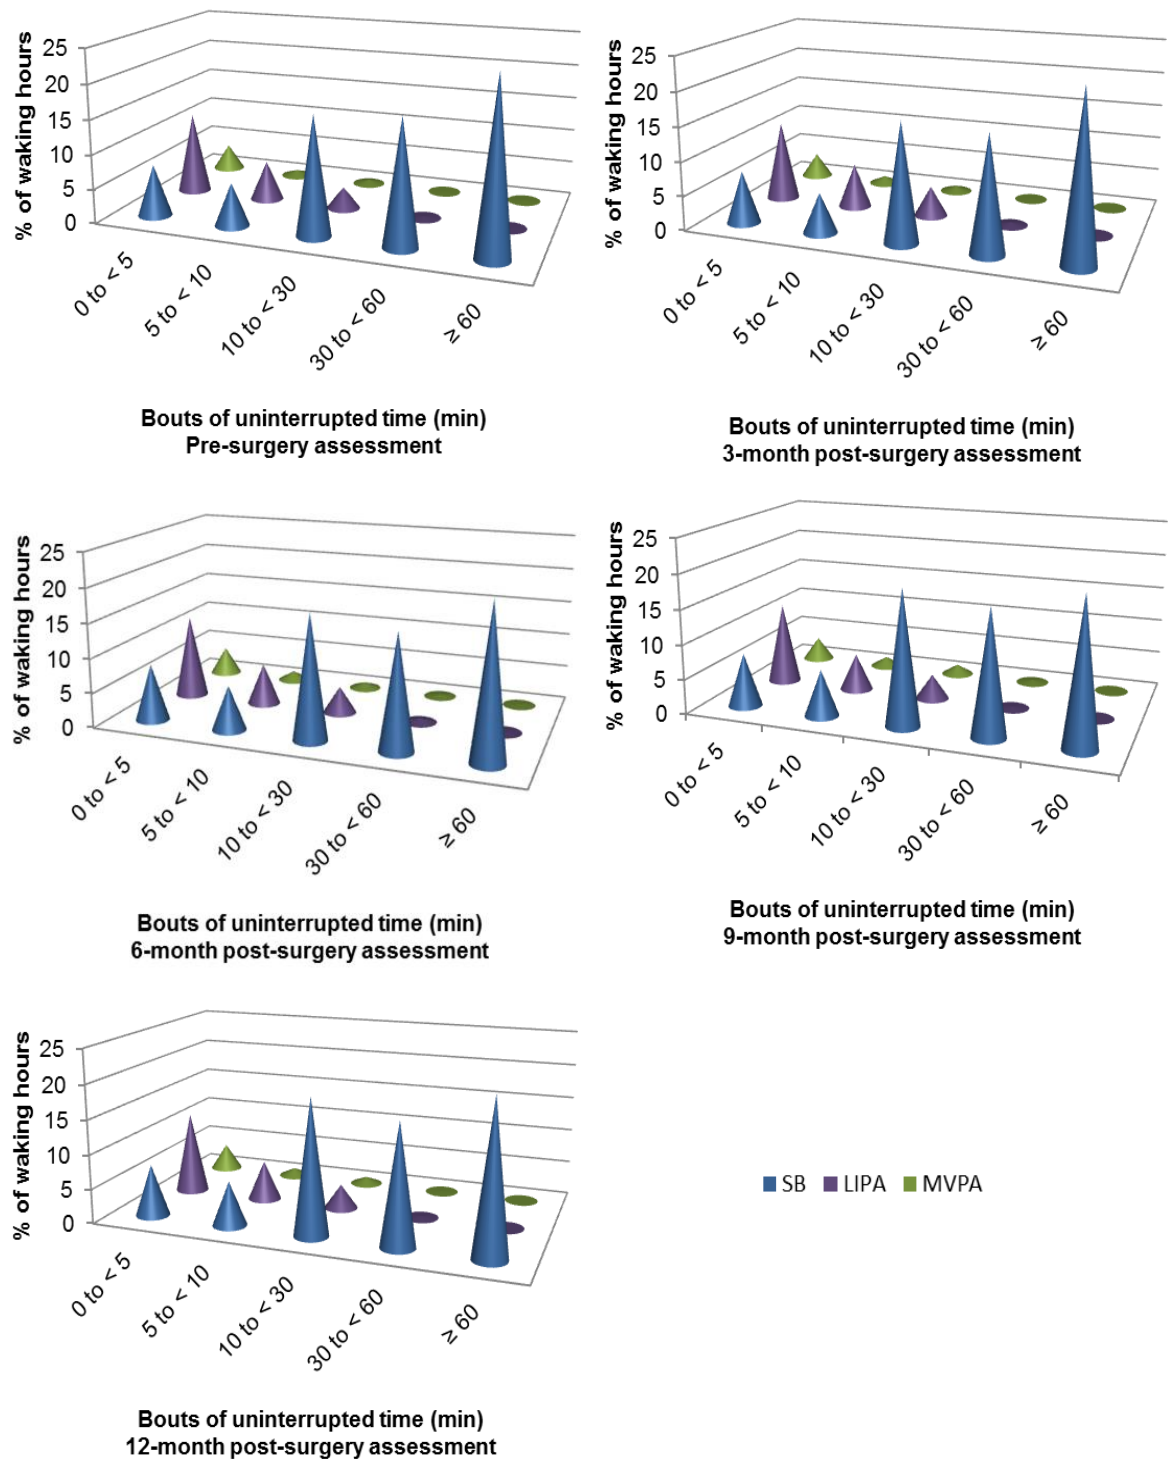 % of waking hours
25
20
15
10
5
0
0 to < 5
5 to < 10
10 to < 30
30 to < 60
≥ 60
Bouts of uninterrupted time (min)
Pre-surgery assessment
% of waking hours
25
20
15
10
5
0
0 to < 5
5 to < 10
10 to < 30
30 to < 60
≥ 60
Bouts of uninterrupted time (min)
3-month post-surgery assessment
% of waking hours
25
20
15
10
5
0
0 to < 5
5 to < 10
10 to < 30
30 to < 60
≥ 60
Bouts of uninterrupted time (min)
6-month post-surgery assessment
% of waking hours
25
20
15
10
5
0
0 to < 5
5 to < 10
10 to < 30
30 to < 60
≥ 60
Bouts of uninterrupted time (min)
9-month post-surgery assessment
% of waking hours
25
20
15
10
5
0
0 to < 5
5 to < 10
10 to < 30
30 to < 60
≥ 60
Bouts of uninterrupted time (min)
12-month post-surgery assessment
SB LIPA MVPA